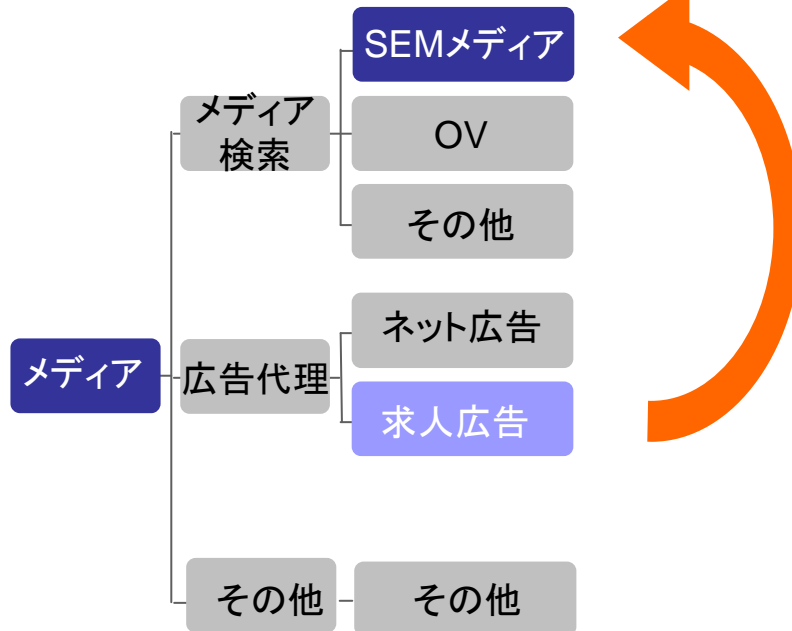 SEMメディア
メディア
検索
OV
その他
ネット広告
メディア
広告代理
求人広告
その他
その他